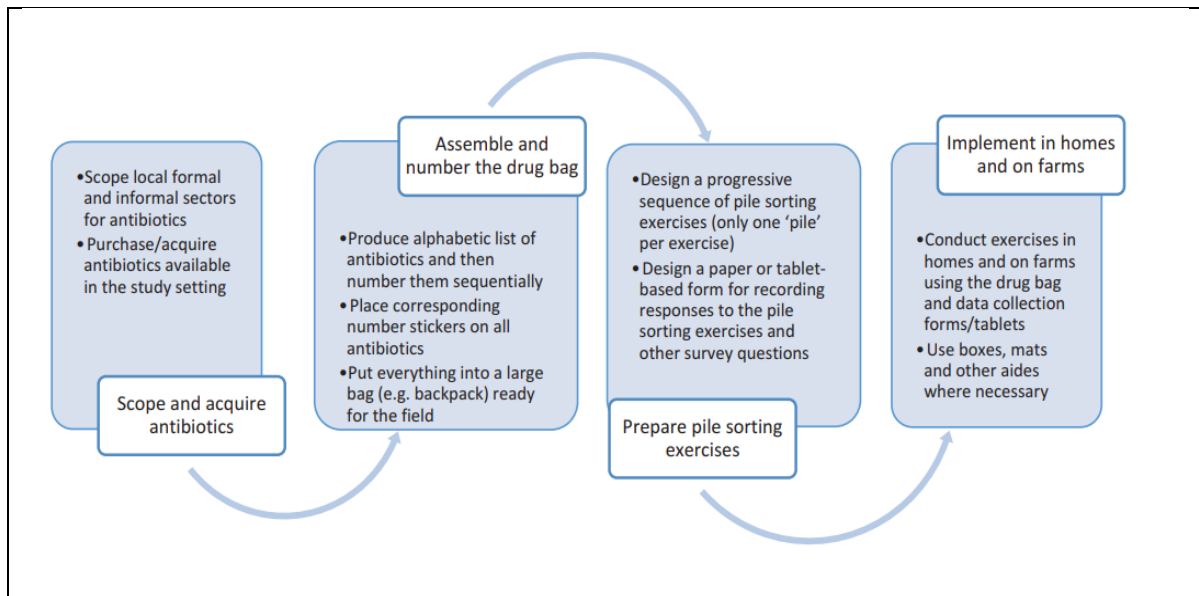 •Scope local formal
and informal sectors
for antibiotics
•Purchase/acquire
antibiotics available
in the study setting
Scope and acquire
antibiotics
Assemble and
number the drug bag
•Produce alphabetic list of
antibiotics and then
number them sequentially
•Place corresponding
number stickers on all
antibiotics
•Put everything into a large
bag (e.g. backpack) ready
for the field
•Design a progressive
sequence of pile sorting
exercises (only one ‘pile’
per exercise)
•Design a paper or tablet-
based form for recording
responses to the pile
sorting exercises and
other survey questions
Prepare pile sorting
exercises
Implement in homes
and on farms
•Conduct exercises in
homes and on farms
using the drug bag
and data collection
forms/tablets
•Use boxes, mats
and other aides
where necessary